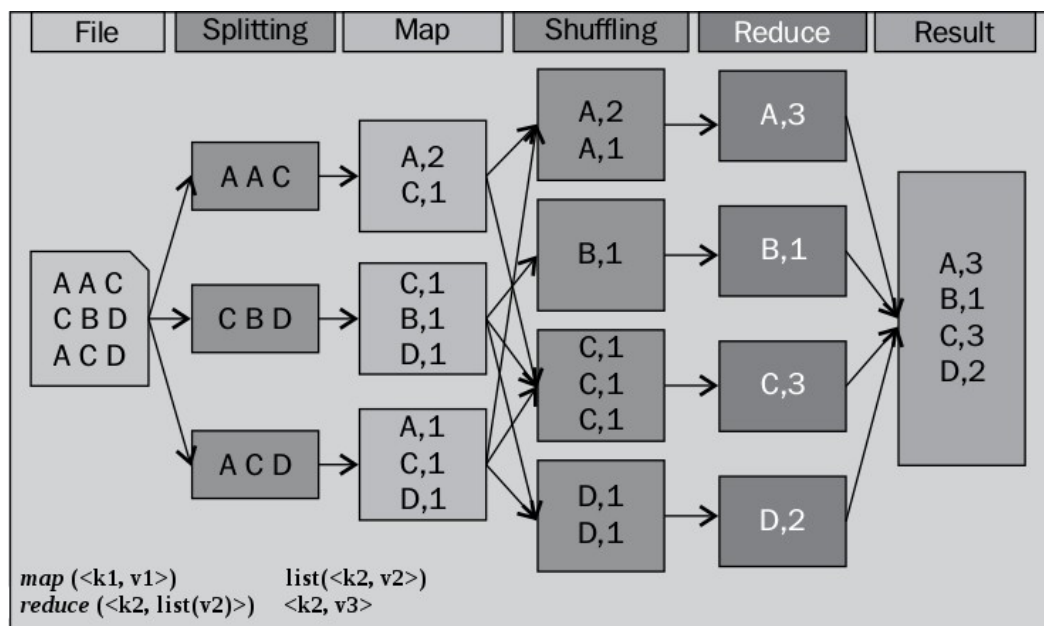 File Splitting Map Shuffling Reduce Result
A A C
C B D
A C D
A A C
C B D
A C D
A,2
C,1
C,1
B,1
D,1
A,1
C,1
D,1
A,2
A,1
B,1
C,1
C,1
C,1
D,1
D,1
A,3
B,1
C,3
D,2
A,3
B,1
C,3
D,2
map (<k1, v1>) list(<k2, v2>)
reduce (<k2, list(v2)>) <k2, v3>